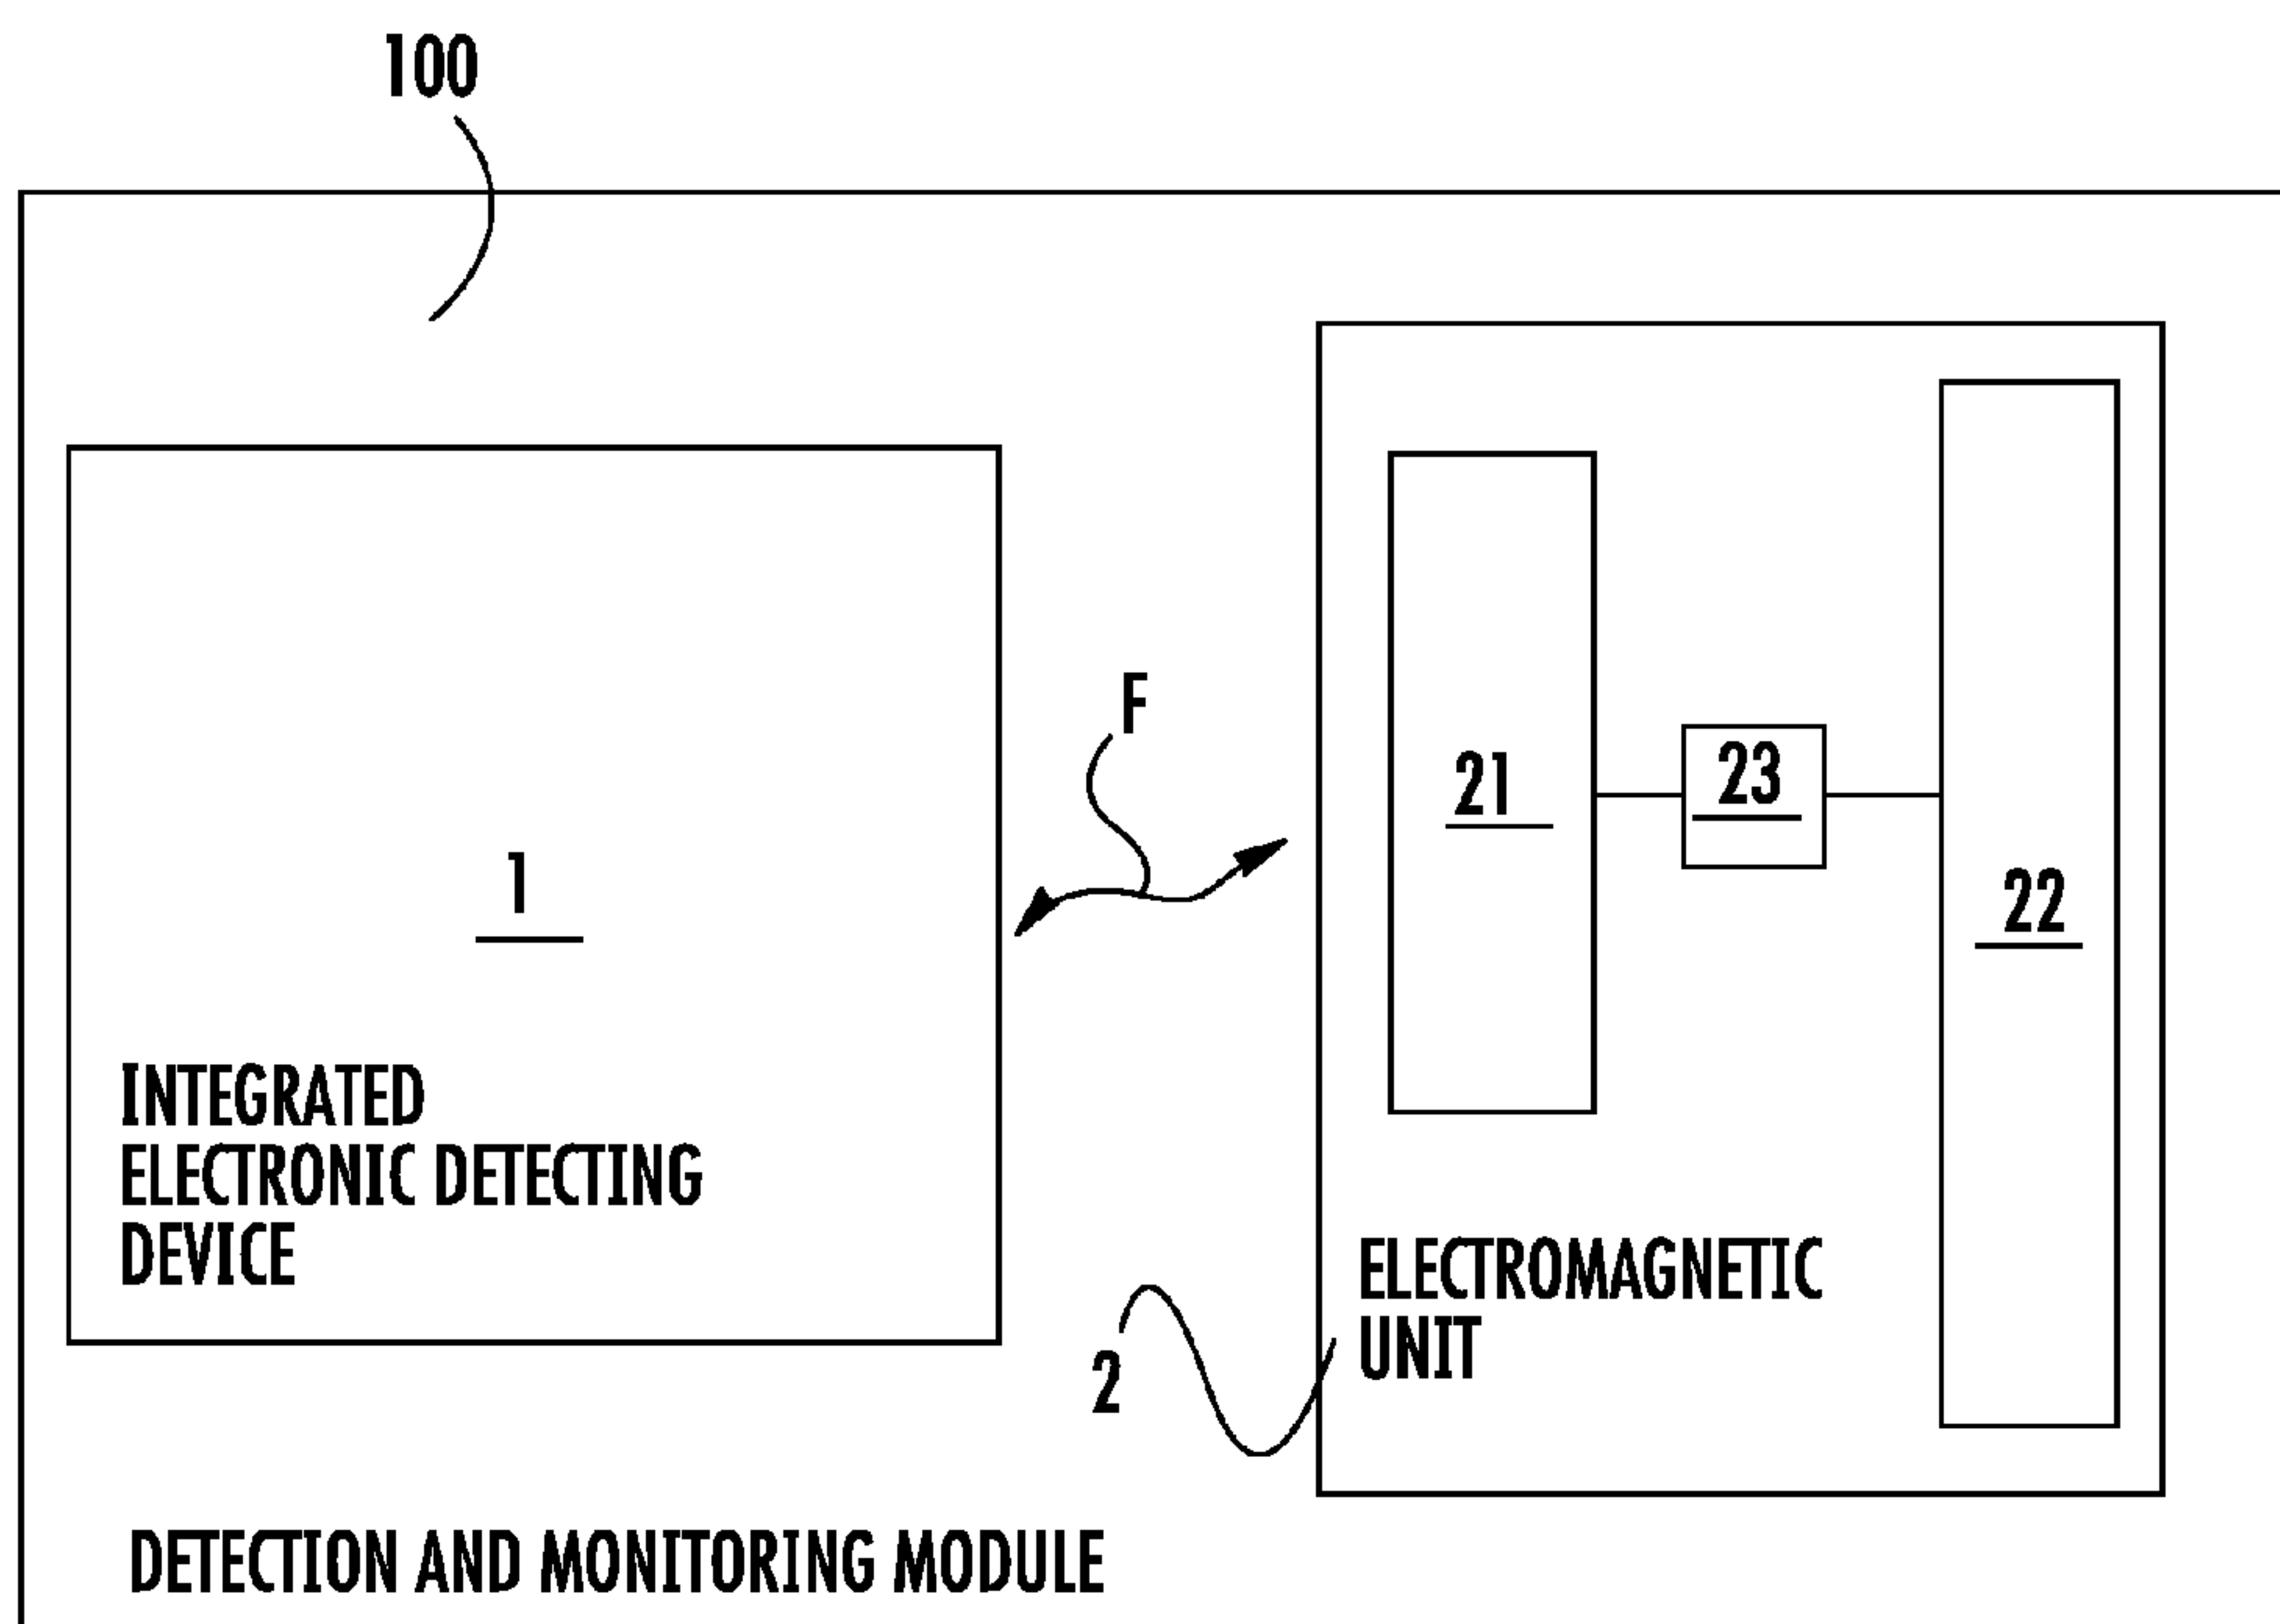 100
F
21
23
1
22
INTEGRATED
ELECTRONIC DETECTING
DEVICE
ELECTROMAGNETIC
UNIT
2
DETECTION AND MONITORING MODULE